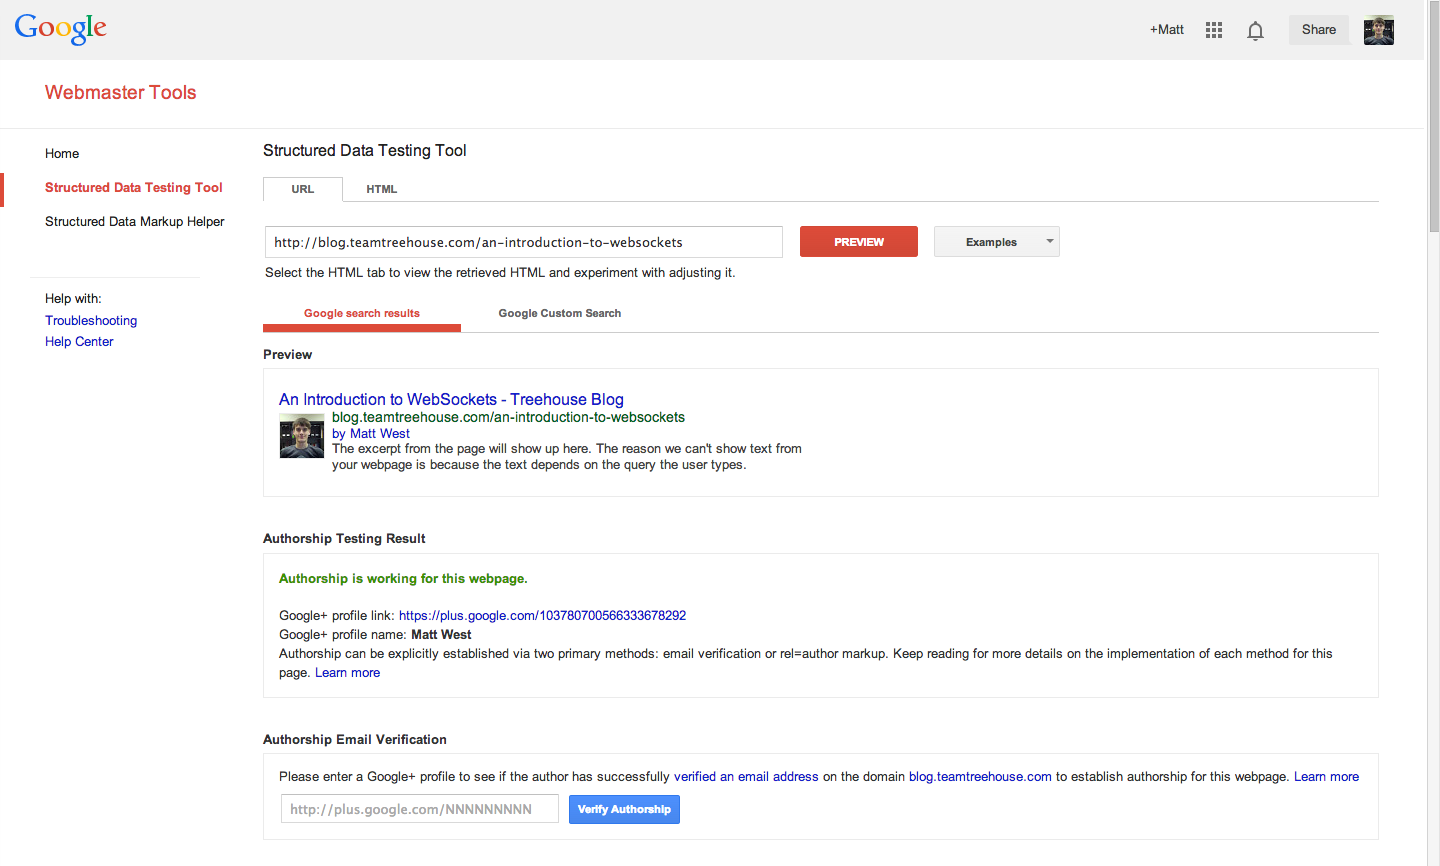 Google
+Matt
Share
Webmaster Tools
Home
Structured Data Testing Tool
Structured Data Markup Helper
Help with:
Troubleshooting
Help Center
Structured Data Testing Tool
URL HTML
http://blog.teamtreehouse.com/an-introduction-to-websockets
PREVIEW
Examples
Select the HTML tab to view the retrieved HTML and experiment with adjusting it.
Google search results Google Custom Search
Preview
An Introduction to WebSockets - Treehouse Blog
blog.teamtreehouse.com/an-introduction-to-websockets
by Matt West
The excerpt from the page will show up here. The reason we can't show text from
your webpage is because the text depends on the query the user types.
Authorship Testing Result
Authorship is working for this webpage.
Google+ profile link: https://plus.google.com/103780700566333678292
Google+ profile name: Matt West
Authorship can be explicitly established via two primary methods: email verification or rel=author markup. Keep reading for more details on the implementation of each method for this
page. Learn more
Authorship Email Verification
Please enter a Google+ profile to see if the author has successfully verified an email address on the domain blog.teamtreehouse.com to establish authorship for this webpage. Learn more
http://plus.google.com/NNNNNNNNN
Verify Authorship